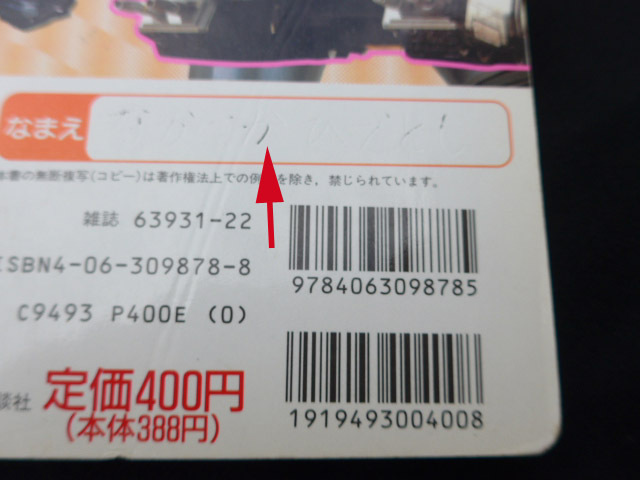 なまえ
本書の無断複写(コピー)は著作権法上での例 を除き,禁じられています。
雑誌 63931-22
ISBN4-06-309878-8
C9493 P400E (0)
9784063098785
談社 定価400円
(本体388円)
1919493004008